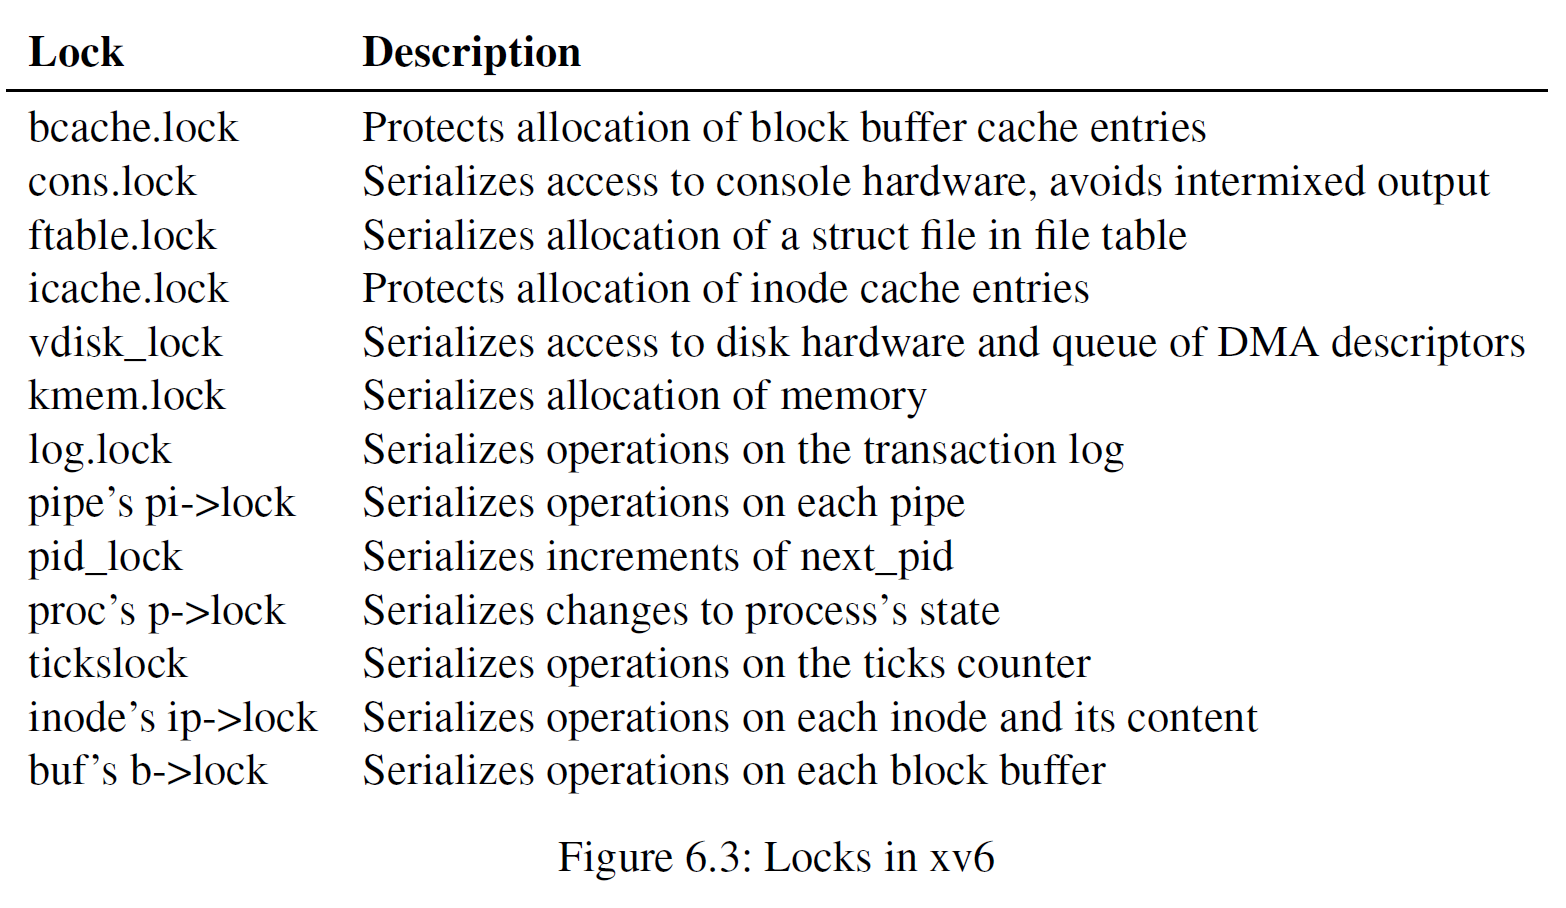 Lock Description
bcache.lock Protects allocation of block buffer cache entries
cons.lock Serializes access to console hardware, avoids intermixed output
ftable.lock Serializes allocation of a struct file in file table
icache.lock Protects allocation of inode cache entries
vdisk_lock Serializes access to disk hardware and queue of DMA descriptors
kmem.lock Serializes allocation of memory
log.lock Serializes operations on the transaction log
pipe’s pi->lock Serializes operations on each pipe
pid_lock Serializes increments of next_pid
proc’s p->lock Serializes changes to process’s state
tickslock Serializes operations on the ticks counter
inode’s ip->lock Serializes operations on each inode and its content
buf’s b->lock Serializes operations on each block buffer
Figure 6.3: Locks in xv6